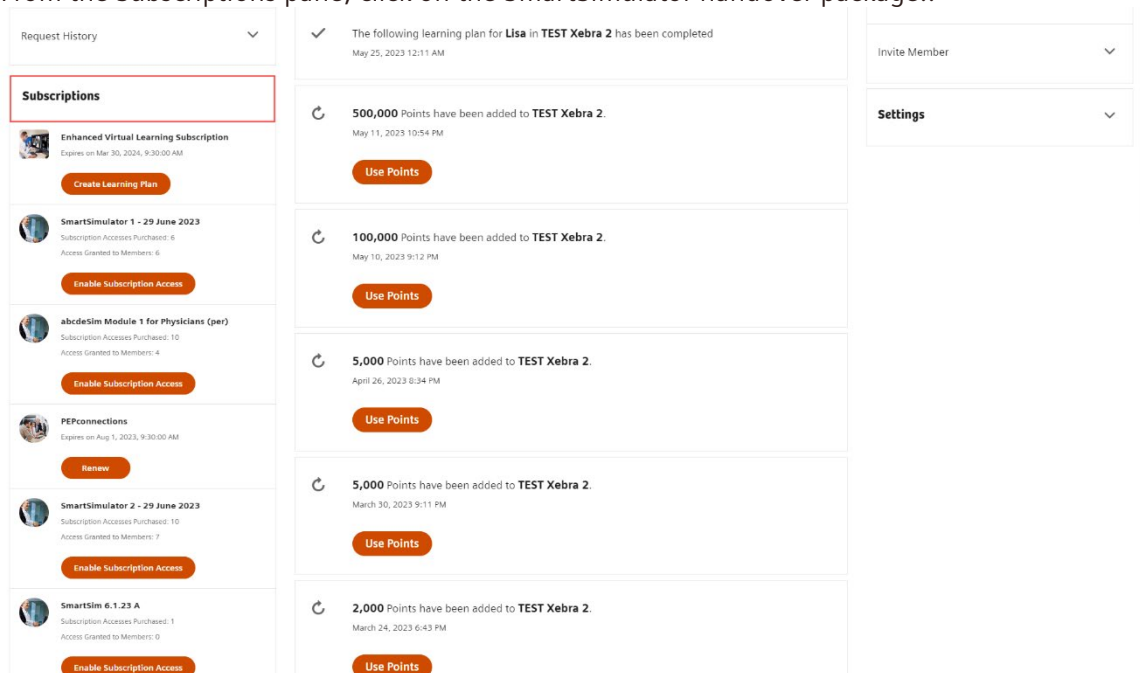 From the Subscriptions pane, click on the SmartSimulator handover package..
Request History
Subscriptions
Enhanced Virtual Learning Subscription
Expires on Mar 30, 2024, 9:30:00 AM
Create Learning Plan
SmartSimulator 1 - 29 June 2023
Subscription Accesses Purchased: 6
Access Granted to Members: 6
Enable Subscription Access
abcdeSim Module 1 for Physicians (per)
Subscription Accesses Purchased: 10
Access Granted to Members: 4
Enable Subscription Access
PEPconnections
Expires on Aug 1, 2023, 9:30:00 AM
Renew
SmartSimulator 2 - 29 June 2023
Subscription Accesses Purchased: 10
Access Granted to Members: 7
Enable Subscription Access
SmartSim 6.1.23 A
Subscription Accesses Purchased: 1
Access Granted to Members: 0
Enable Subscription Access
The following learning plan for Lisa in TEST Xebra 2 has been completed
May 25, 2023 12:11 AM
500,000 Points have been added to TEST Xebra 2.
May 11, 2023 10:54 PM
Use Points
100,000 Points have been added to TEST Xebra 2.
May 10, 2023 9:12 PM
Use Points
5,000 Points have been added to TEST Xebra 2.
April 26, 2023 8:34 PM
Use Points
5,000 Points have been added to TEST Xebra 2.
March 30, 2023 9:11 PM
Use Points
2,000 Points have been added to TEST Xebra 2.
March 24, 2023 6:43 PM
Use Points
Invite Member
Settings